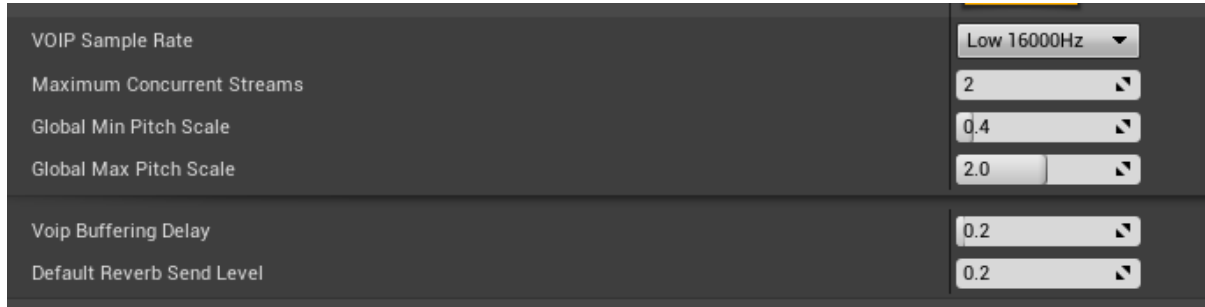 VOIP Sample Rate Low 16000Hz
Maximum Concurrent Streams 2
Global Min Pitch Scale 0.4
Global Max Pitch Scale 2.0
Voip Buffering Delay 0.2
Default Reverb Send Level 0.2